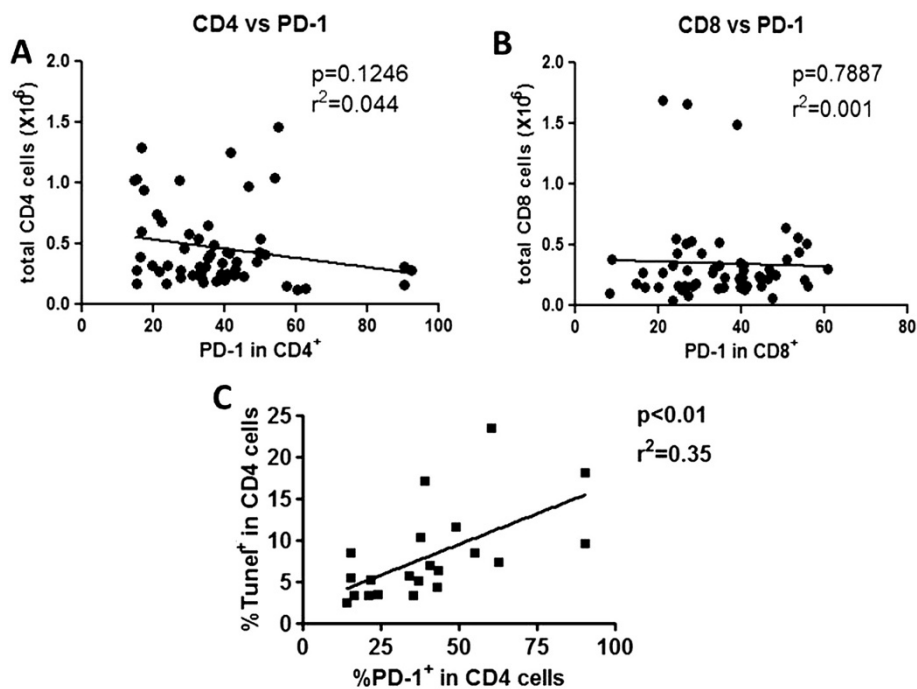 A
CD4 vs PD-1
p=0.1246
r²=0.044
total CD4 cells (X10⁶)
2.0
1.5
1.0
0.5
0.0
0 20 40 60 80 100
PD-1 in CD4⁺
B
CD8 vs PD-1
p=0.7887
r²=0.001
total CD8 cells (X10⁶)
2.0
1.5
1.0
0.5
0.0
0 20 40 60 80
PD-1 in CD8⁺
C
p<0.01
r²=0.35
%Tunel⁺ in CD4 cells
25
20
15
10
5
0
0 25 50 75 100
%PD-1⁺ in CD4 cells